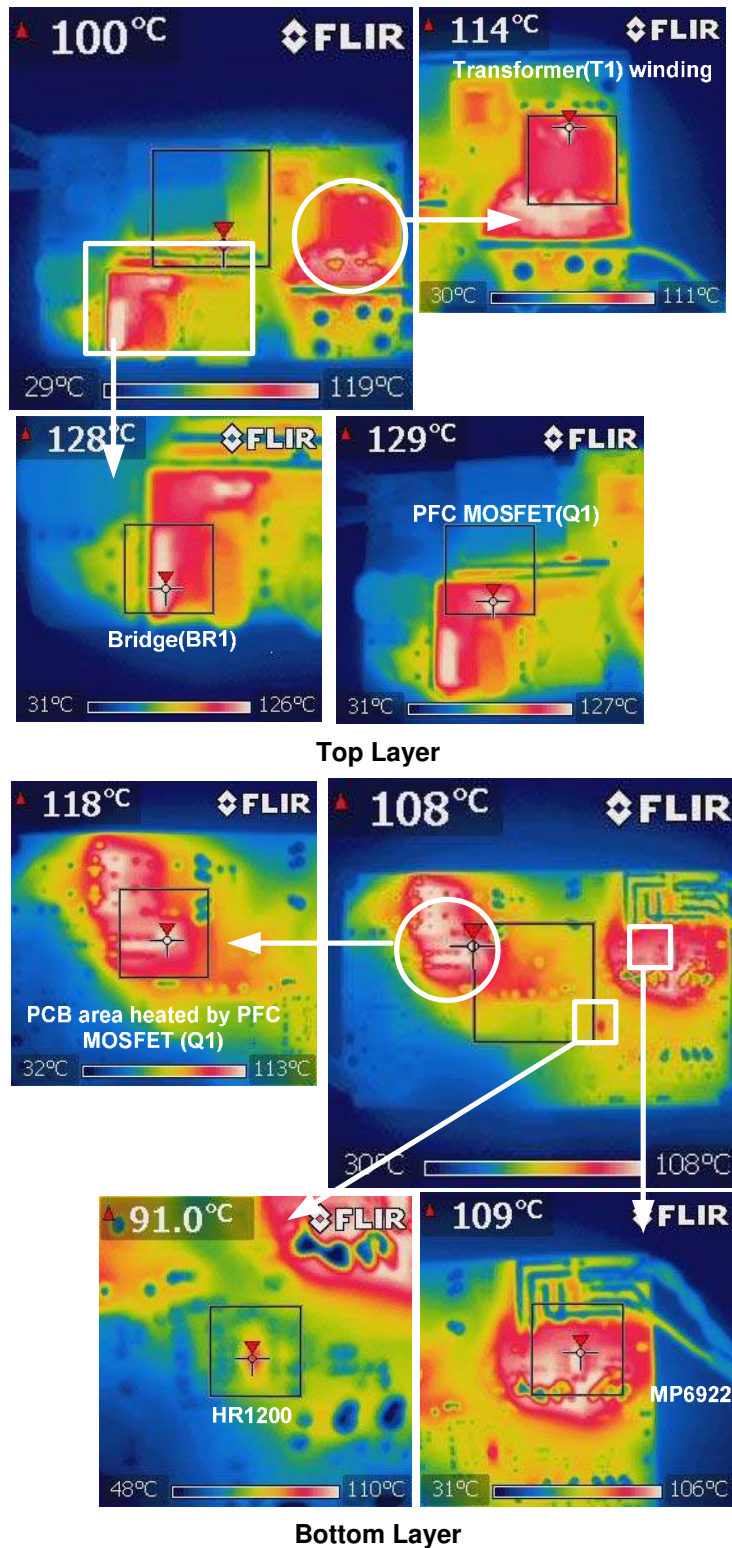 100°C FLIR
29°C 119°C
114°C FLIR
Transformer(T1) winding
30°C 111°C
128°C FLIR
Bridge(BR1)
31°C 126°C
129°C FLIR
PFC MOSFET(Q1)
31°C 127°C
Top Layer
118°C FLIR
PCB area heated by PFC
MOSFET (Q1)
32°C 113°C
108°C FLIR
30°C 108°C
91.0°C FLIR
HR1200
48°C 110°C
109°C FLIR
MP6922
31°C 106°C
Bottom Layer